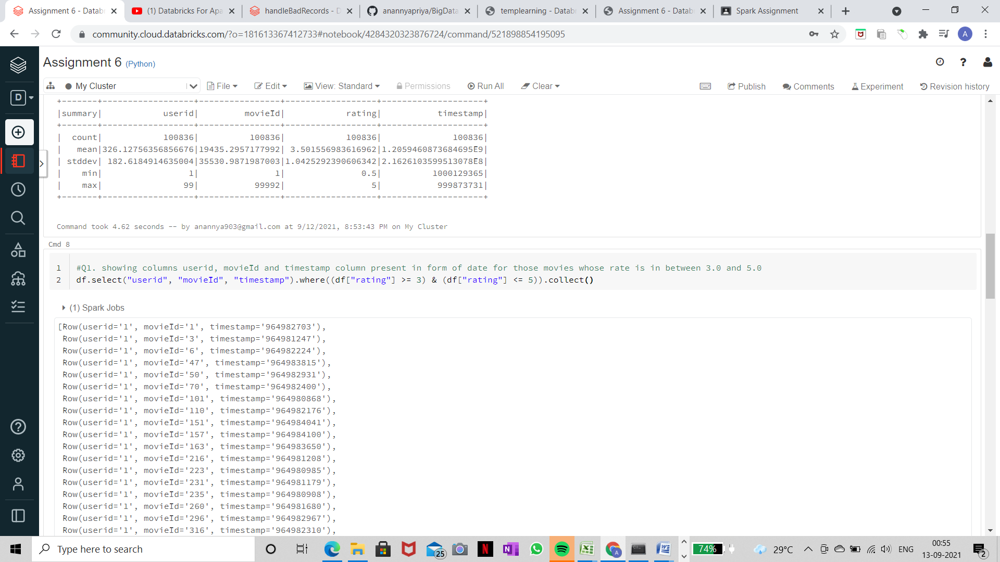 Assignment 6 - Databr
(1) Databricks For Apa
handleBadRecords - D
anannyapriya/BigData
templearning - Datab
Assignment 6 - Datab
Spark Assignment
community.cloud.databricks.com/?o=181613367412733#notebook/4284320323876724/command/521898854195095
A
Assignment 6 (Python)
?
D
My Cluster
File
Edit
View: Standard
Permissions
Run All
Clear
Publish
Comments
Experiment
Revision history
+-------+------------------+----------------+------------------+--------------------+
|summary|            userid|         movieId|            rating|           timestamp|
+-------+------------------+----------------+------------------+--------------------+
|  count|            100836|          100836|            100836|              100836|
|   mean|326.12756356856676|19435.2957177992| 3.501556983616962|1.2059460873684695E9|
| stddev| 182.6184914635004|35530.9871987003|1.0425292390606342|2.1626103599513078E8|
|    min|                 1|               1|               0.5|          1000129365|
|    max|                99|           99992|                 5|           999873731|
+-------+------------------+----------------+------------------+--------------------+
Command took 4.62 seconds -- by anannya903@gmail.com at 9/12/2021, 8:53:43 PM on My Cluster
Cmd 8
1 #Q1. showing columns userid, movieId and timestamp column present in form of date for those movies whose rate is in between 3.0 and 5.0
2 df.select("userid", "movieId", "timestamp").where((df["rating"] >= 3) & (df["rating"] <= 5)).collect()
(1) Spark Jobs
[Row(userid='1', movieId='1', timestamp='964982703'),
Row(userid='1', movieId='3', timestamp='964981247'),
Row(userid='1', movieId='6', timestamp='964982224'),
Row(userid='1', movieId='47', timestamp='964983815'),
Row(userid='1', movieId='50', timestamp='964982931'),
Row(userid='1', movieId='70', timestamp='964982400'),
Row(userid='1', movieId='101', timestamp='964980868'),
Row(userid='1', movieId='110', timestamp='964982176'),
Row(userid='1', movieId='151', timestamp='964984041'),
Row(userid='1', movieId='157', timestamp='964984100'),
Row(userid='1', movieId='163', timestamp='964983650'),
Row(userid='1', movieId='216', timestamp='964981208'),
Row(userid='1', movieId='223', timestamp='964980985'),
Row(userid='1', movieId='231', timestamp='964981179'),
Row(userid='1', movieId='235', timestamp='964980908'),
Row(userid='1', movieId='260', timestamp='964981680'),
Row(userid='1', movieId='296', timestamp='964982967'),
Row(userid='1', movieId='316', timestamp='964982310'),
Type here to search
25
74%
29°C
ENG
00:55
13-09-2021
2